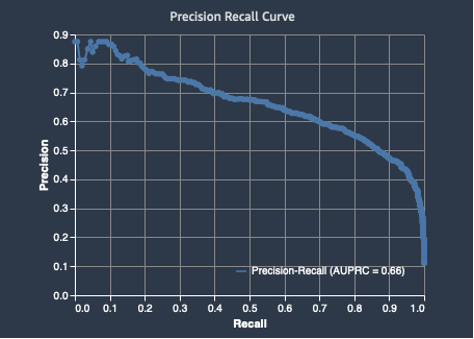 Precision Recall Curve
0.9
0.8
0.7
0.6
0.5
0.4
0.3
0.2
0.1
0.0
Precision
Precision-Recall (AUPRC = 0.66)
0.0 0.1 0.2 0.3 0.4 0.5 0.6 0.7 0.8 0.9 1.0
Recall